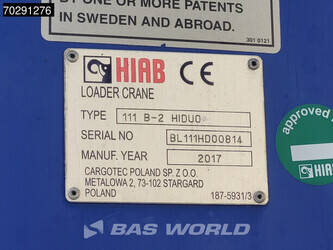 70291276
BY ONE OR MORE PATENTS
IN SWEDEN AND ABROAD.
301 0121
HIAB CE
LOADER CRANE
TYPE 111 B-2 HIDUO
SERIAL NO BL111HD00814
MANUF. YEAR 2017
CARGOTEC POLAND SP. Z O.O.
METALOWA 2, 73-102 STARGARD
POLAND
187-5931/3
approved
HIAB
BAS WORLD